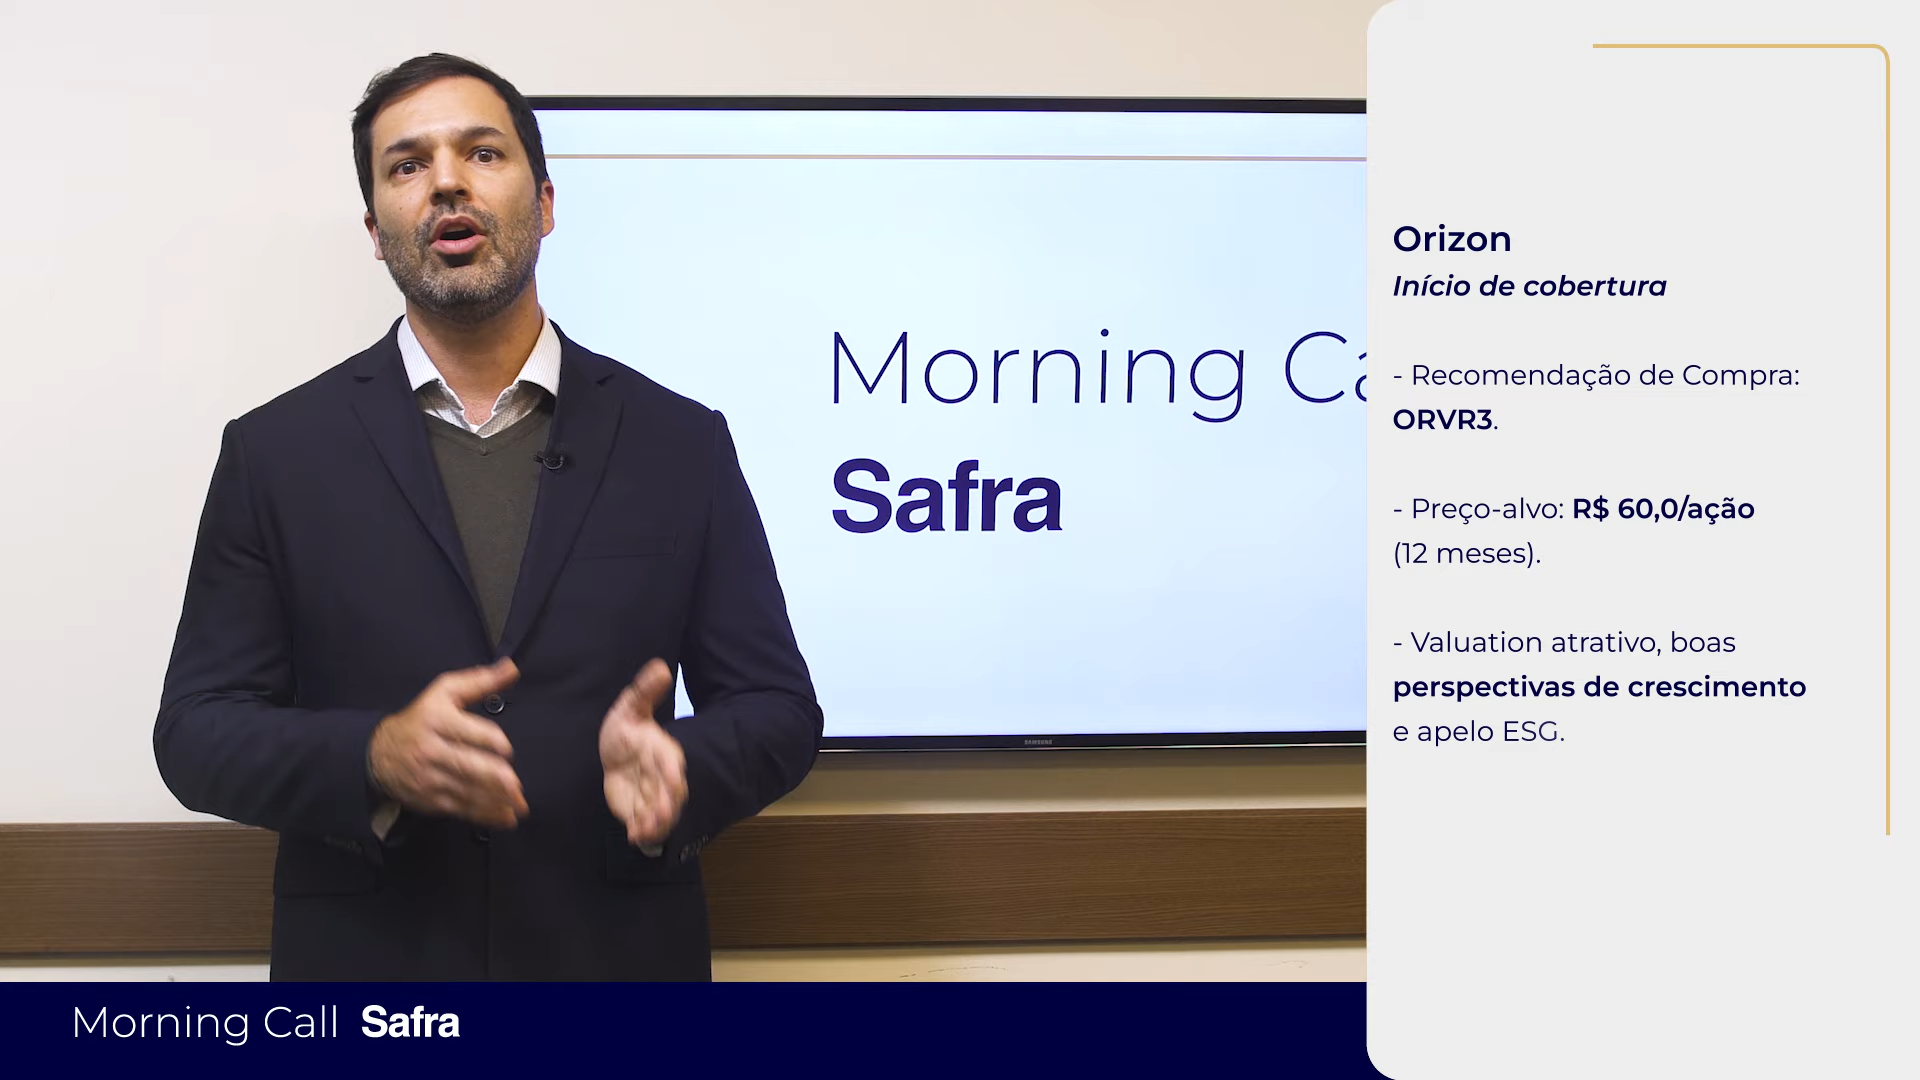 Morning Ca
Safra
SAMSUNG
Orizon
Início de cobertura
- Recomendação de Compra:
ORVR3.
- Preço-alvo: R$ 60,0/ação
(12 meses).
- Valuation atrativo, boas
perspectivas de crescimento
e apelo ESG.
Morning Call Safra